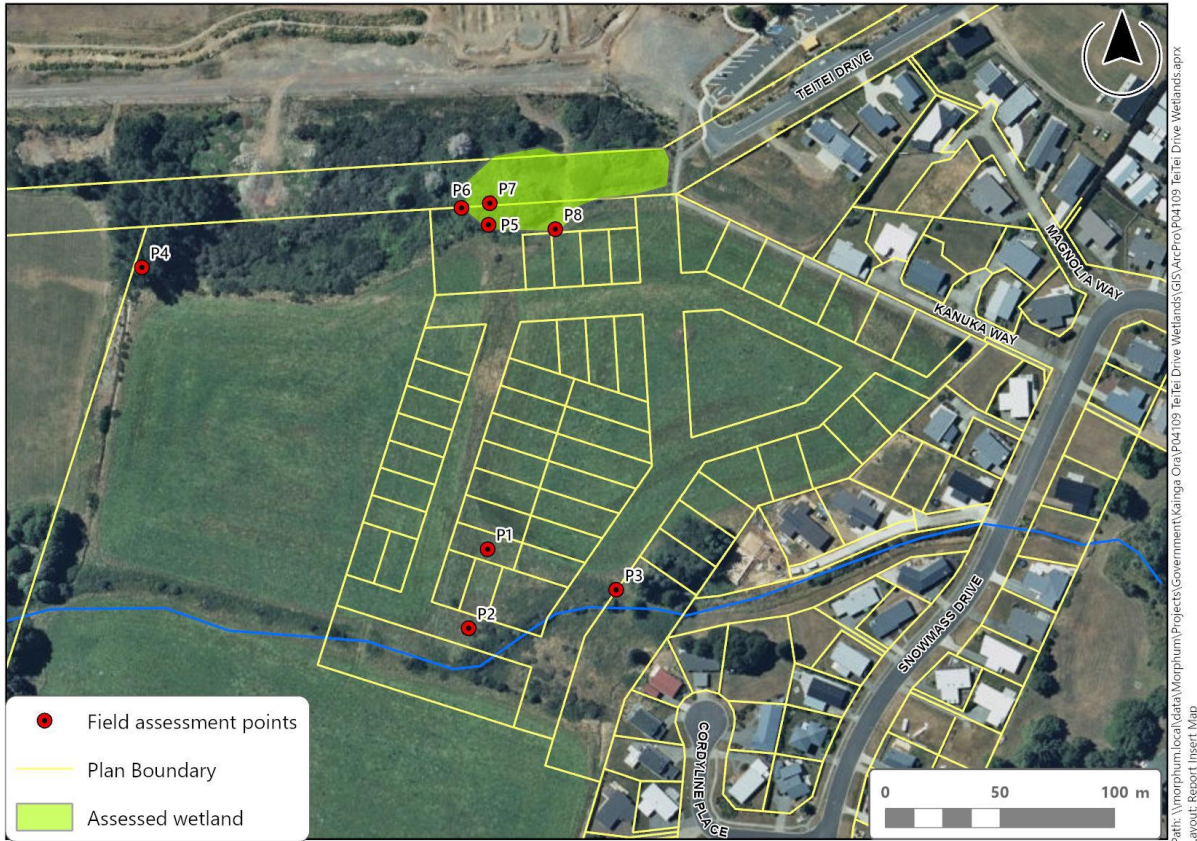 TEITEI DRIVE
MAGNOLIA WAY
KANUKA WAY
P6
P7
P5
P8
P4
P1
P3
P2
SNOWMASS DRIVE
CORDYLINE PLACE
Field assessment points
Plan Boundary
Assessed wetland
0 50 100 m
Path: \\morphum.local\data\Morphum\Projects\Government\Kainga Ora\P04109 TeiTei Drive Wetlands\GIS\ArcPro\P04109 TeiTei Drive Wetlands.aprx
Layout: Report Insert Map